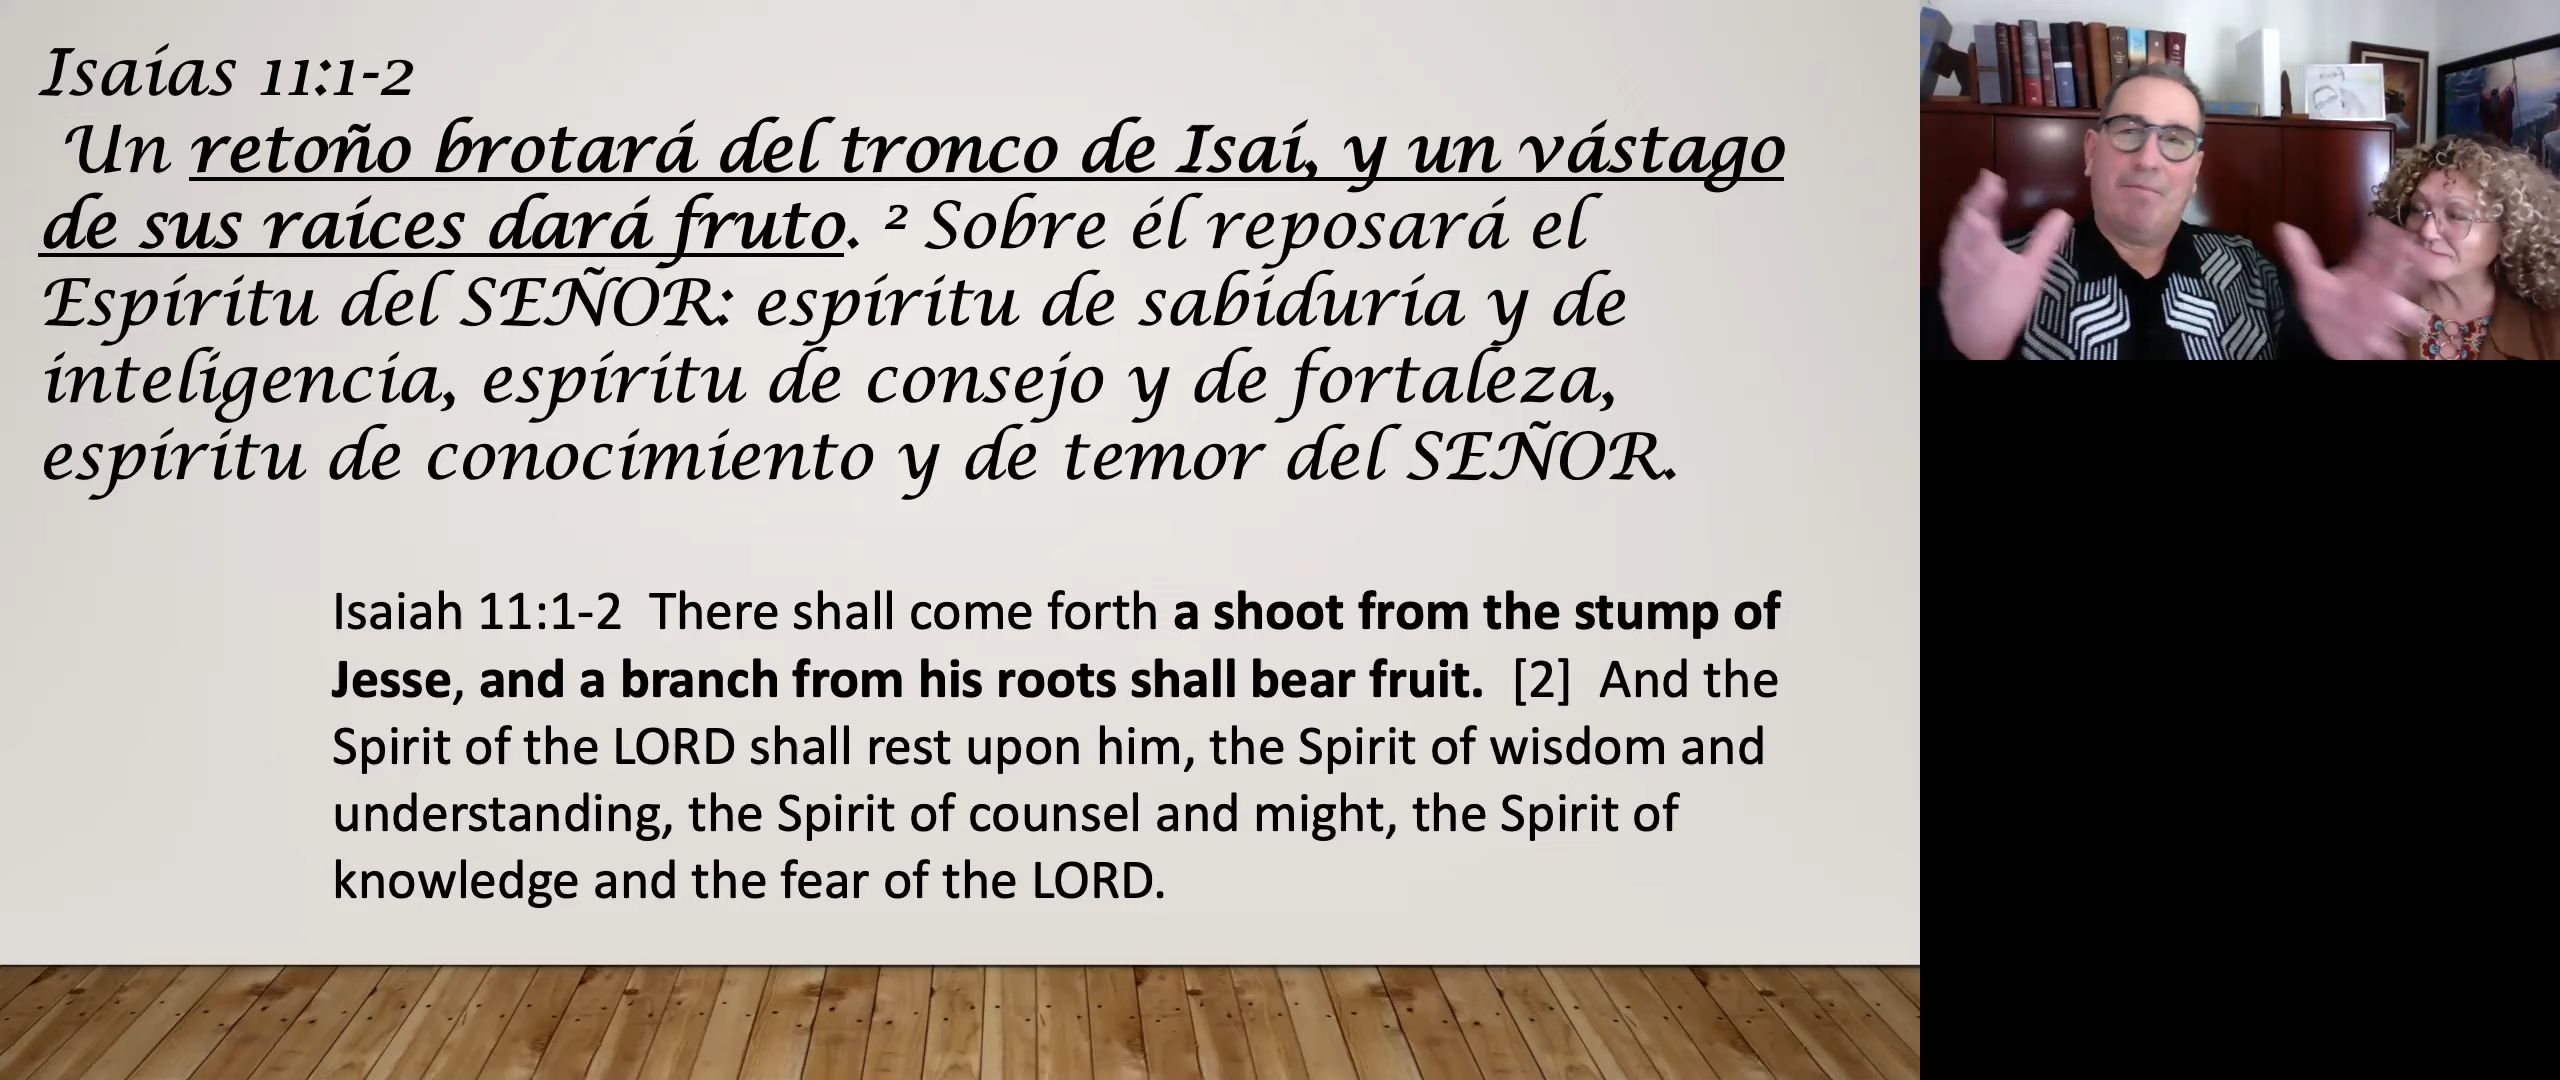 Isaías 11:1-2
Un retoño brotará del tronco de Isaí, y un vástago
de sus raíces dará fruto. ² Sobre él reposará el
Espíritu del SEÑOR: espíritu de sabiduría y de
inteligencia, espíritu de consejo y de fortaleza,
espíritu de conocimiento y de temor del SEÑOR.
Isaiah 11:1-2 There shall come forth a shoot from the stump of
Jesse, and a branch from his roots shall bear fruit. [2] And the
Spirit of the LORD shall rest upon him, the Spirit of wisdom and
understanding, the Spirit of counsel and might, the Spirit of
knowledge and the fear of the LORD.